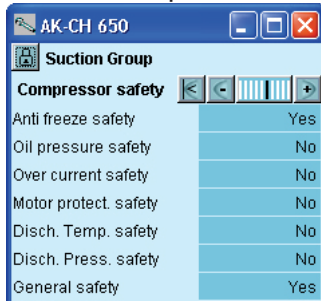 AK-CH 650
Suction Group
Compressor safety
Anti freeze safety Yes
Oil pressure safety No
Over current safety No
Motor protect. safety No
Disch. Temp. safety No
Disch. Press. safety No
General safety Yes